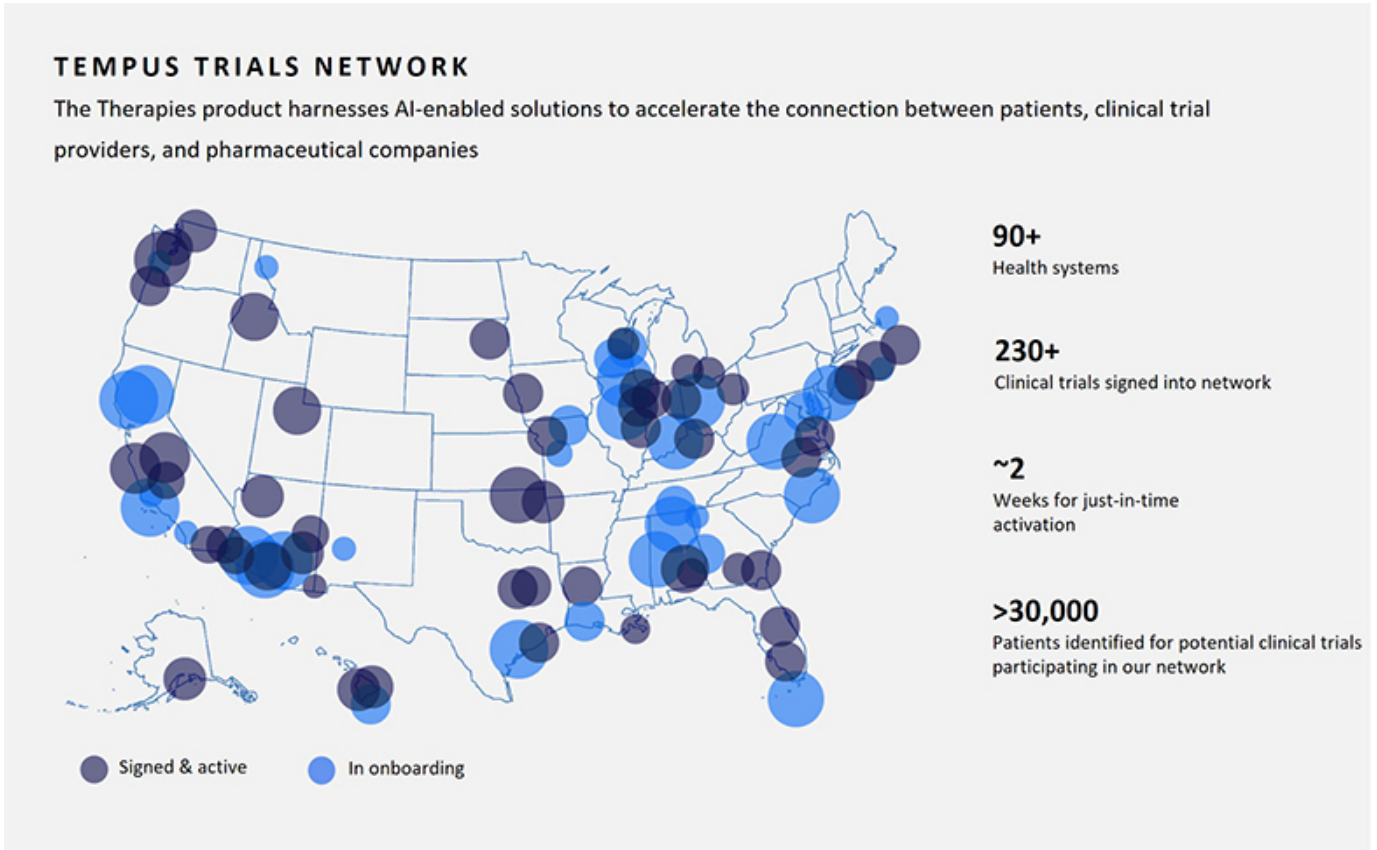 TEMPUS TRIALS NETWORK
The Therapies product harnesses AI-enabled solutions to accelerate the connection between patients, clinical trial
providers, and pharmaceutical companies
90+
Health systems
230+
Clinical trials signed into network
~2
Weeks for just-in-time
activation
>30,000
Patients identified for potential clinical trials
participating in our network
Signed & active
In onboarding